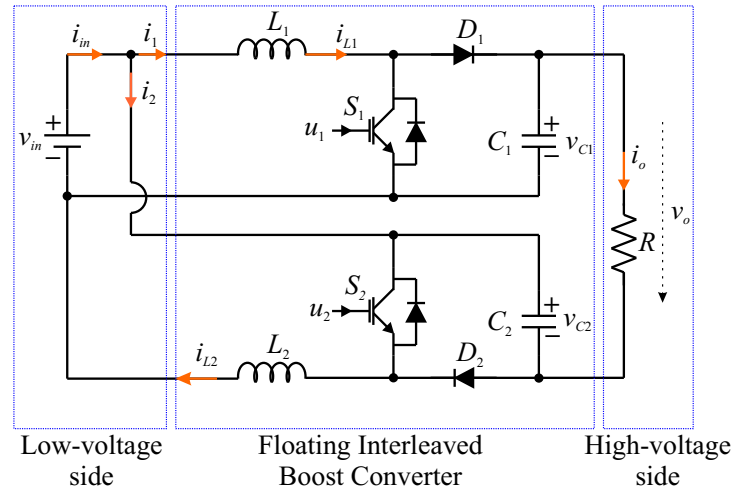 i_in i_1 L_1 i_L1 D_1
i_2
+ v_in −
S_1
u_1
C_1 + − v_C1
i_o
v_o
R
S_2
u_2
C_2 + − v_C2
i_L2 L_2 D_2
Low-voltage side
Floating Interleaved Boost Converter
High-voltage side